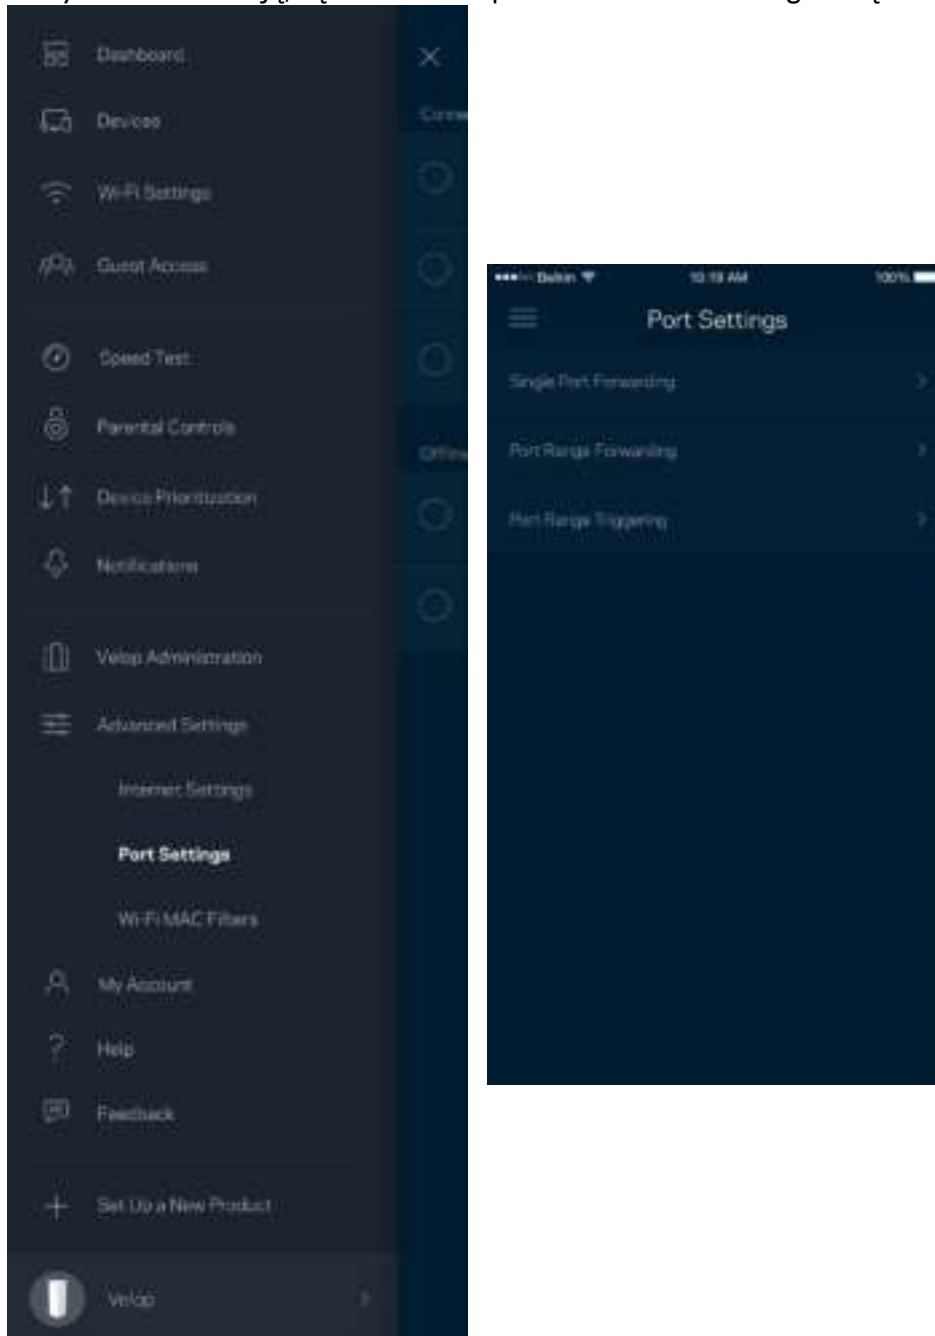 Dashboard
Devices
Wi-Fi Settings
Guest Access
Speed Test
Parental Controls
Device Prioritization
Notifications
Velop Administration
Advanced Settings
Internet Settings
Port Settings
Wi-Fi MAC Filters
My Account
Help
Feedback
Set Up a New Product
Velop
Belkin 10:19 AM 100%
Port Settings
Single Port Forwarding
Port Range Forwarding
Port Range Triggering